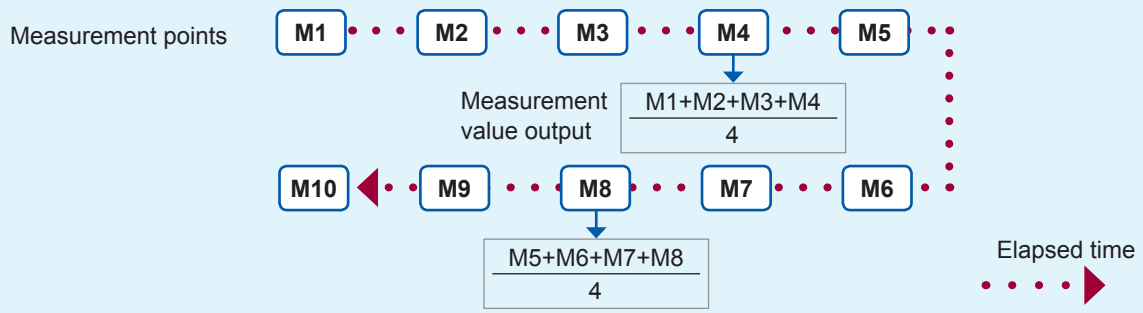 Measurement points
M1
M2
M3
M4
M5
Measurement
value output
M1+M2+M3+M4
4
M10
M9
M8
M7
M6
M5+M6+M7+M8
4
Elapsed time